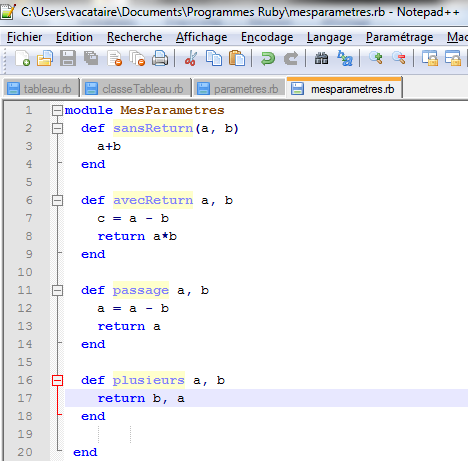 C:\Users\vacataire\Documents\Programmes Ruby\mesparametres.rb - Notepad++
Fichier Edition Recherche Affichage Encodage Langage Paramétrage Mac
tableau.rb classeTableau.rb parametres.rb mesparametres.rb
1 module MesParametres
2 def sansReturn(a, b)
3 a+b
4 end
5
6 def avecReturn a, b
7 c = a - b
8 return a*b
9 end
10
11 def passage a, b
12 a = a - b
13 return a
14 end
15
16 def plusieurs a, b
17 return b, a
18 end
19
20 end